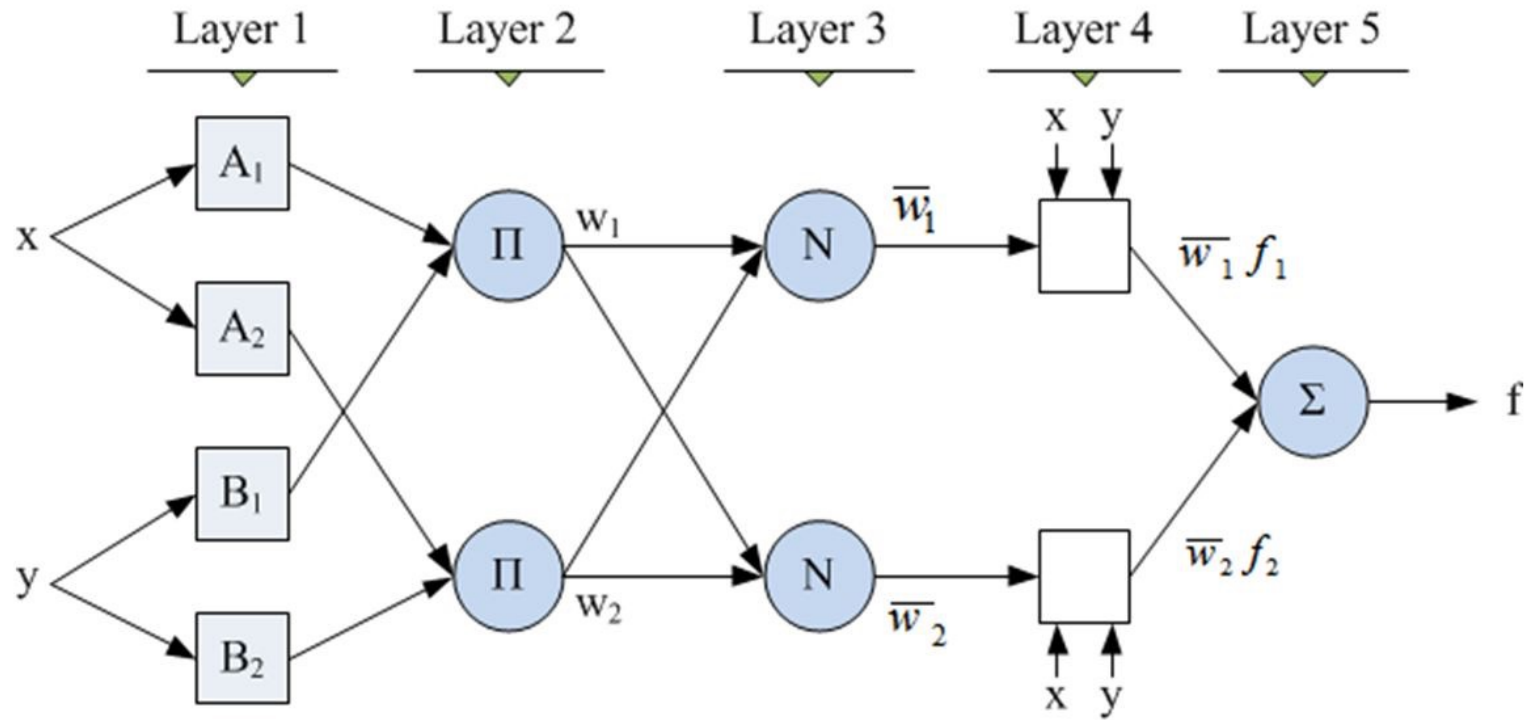 Layer 1 Layer 2 Layer 3 Layer 4 Layer 5
x y
A₁
Π w₁ N w̅₁ w̅₁ f₁
x
A₂
Σ f
B₁
y
Π w₂ N w̅₂ w̅₂ f₂
B₂
x y